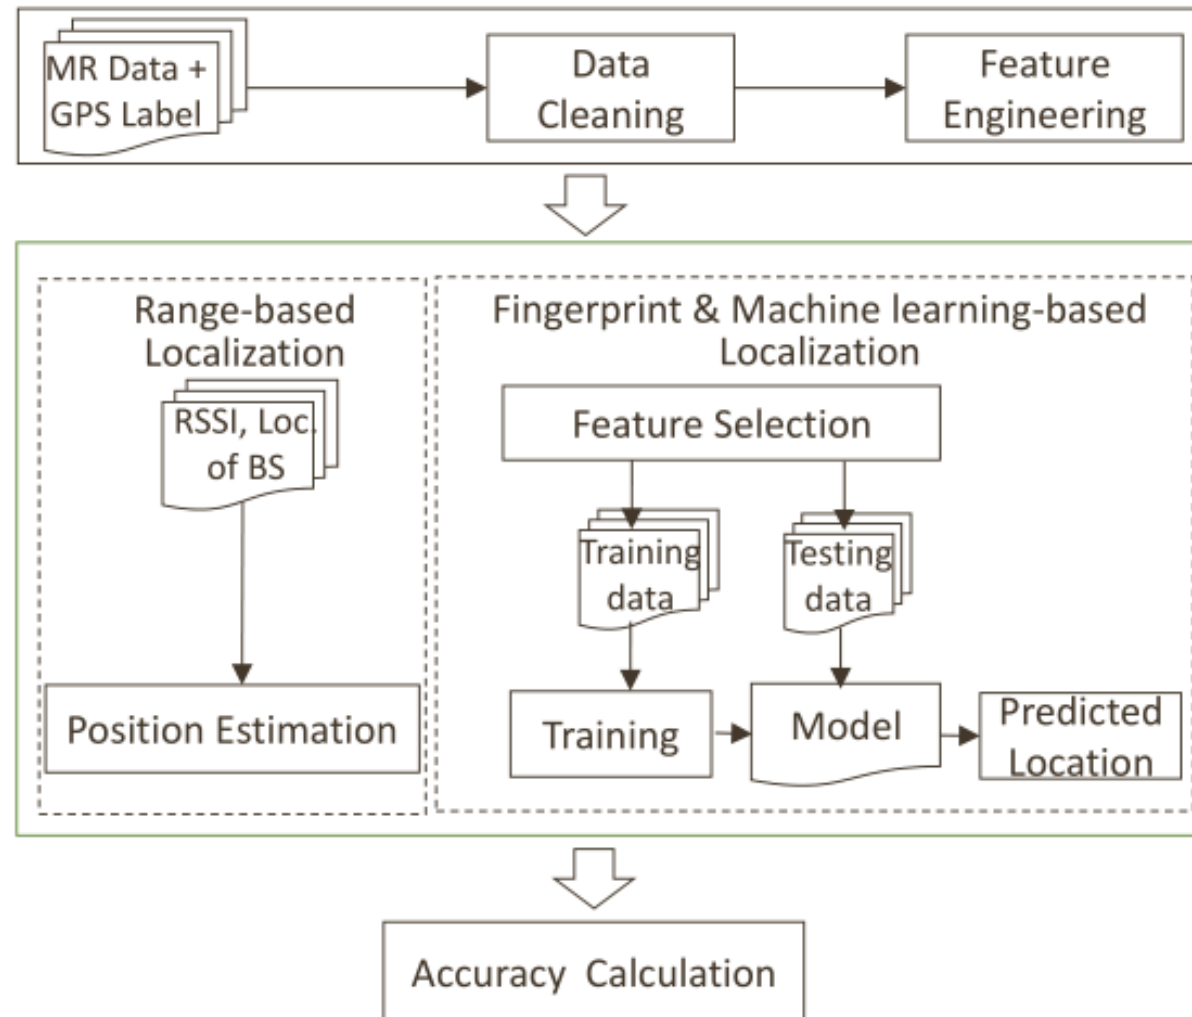 MR Data +
GPS Label
Data
Cleaning
Feature
Engineering
Range-based
Localization
RSSI, Loc.
of BS
Position Estimation
Fingerprint & Machine learning-based
Localization
Feature Selection
Training
data
Testing
data
Training
Model
Predicted
Location
Accuracy Calculation